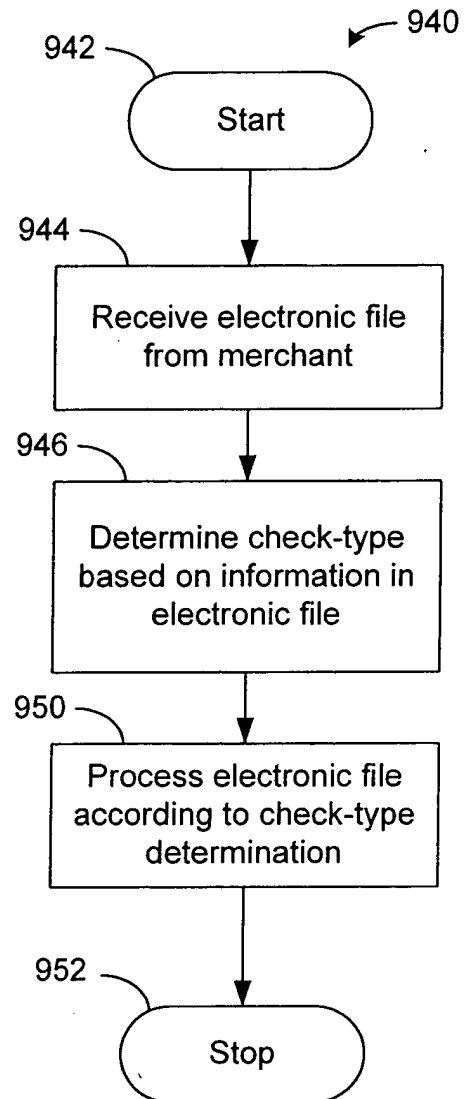 940
942
Start
944
Receive electronic file
from merchant
946
Determine check-type
based on information in
electronic file
950
Process electronic file
according to check-type
determination
952
Stop